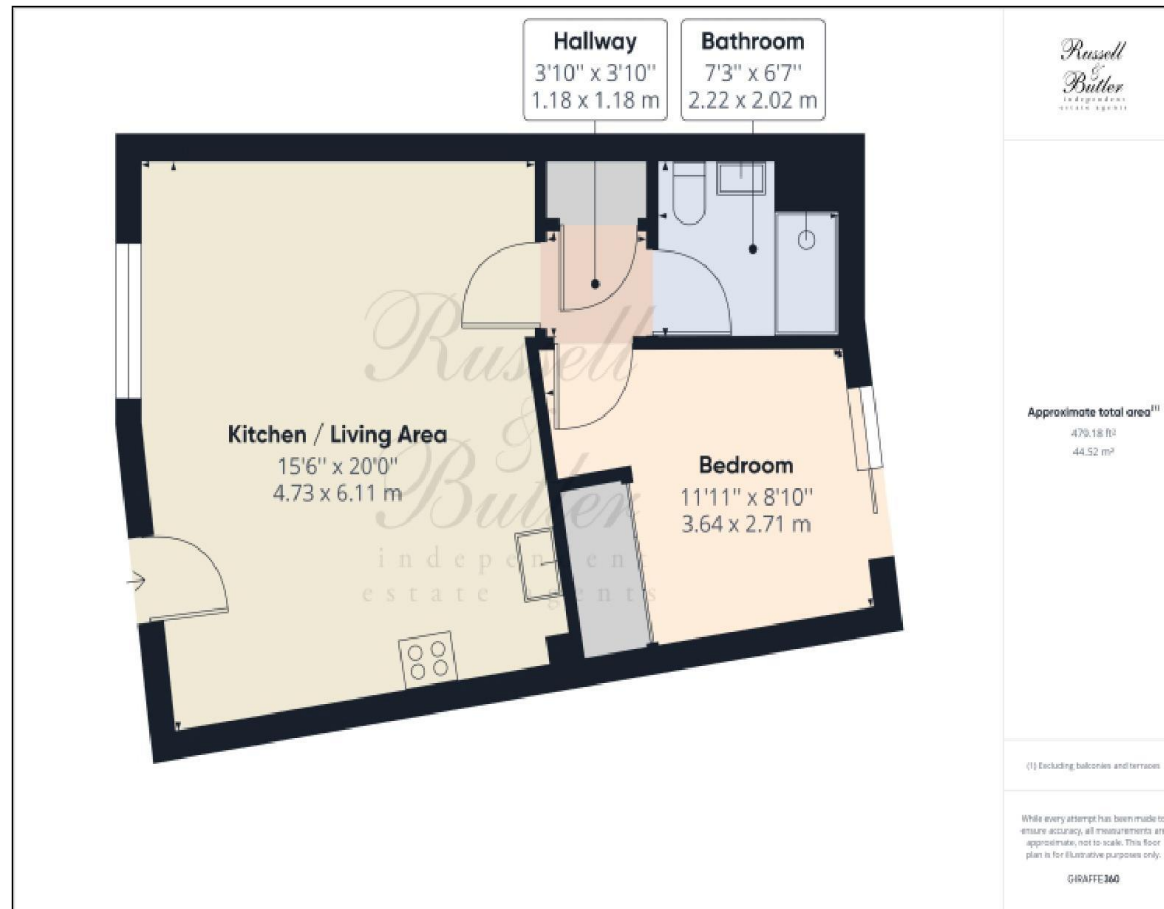 Hallway
3'10" x 3'10"
1.18 x 1.18 m
Bathroom
7'3" x 6'7"
2.22 x 2.02 m
Kitchen / Living Area
15'6" x 20'0"
4.73 x 6.11 m
Bedroom
11'11" x 8'10"
3.64 x 2.71 m
Russell
&
Butler
independent
estate agents
Russell
&
Butler
independent
estate agents
Approximate total area(1)
479.18 ft²
44.52 m²
(1) Excluding balconies and terraces
While every attempt has been made to
ensure accuracy, all measurements are
approximate, not to scale. This floor
plan is for illustrative purposes only.
GIRAFFE360